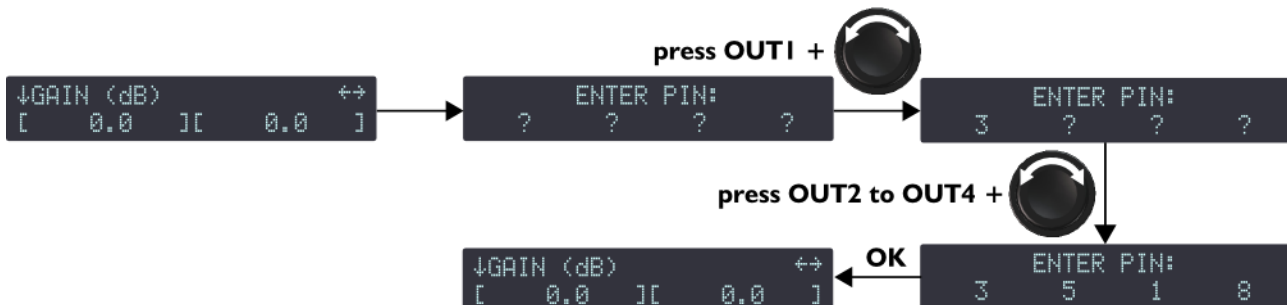 press OUT1 +
↓GAIN (dB) ↔
[ 0.0 ][ 0.0 ]
ENTER PIN:
? ? ? ?
ENTER PIN:
3 ? ? ?
press OUT2 to OUT4 +
↓GAIN (dB) ↔
[ 0.0 ][ 0.0 ]
OK
ENTER PIN:
3 5 1 8